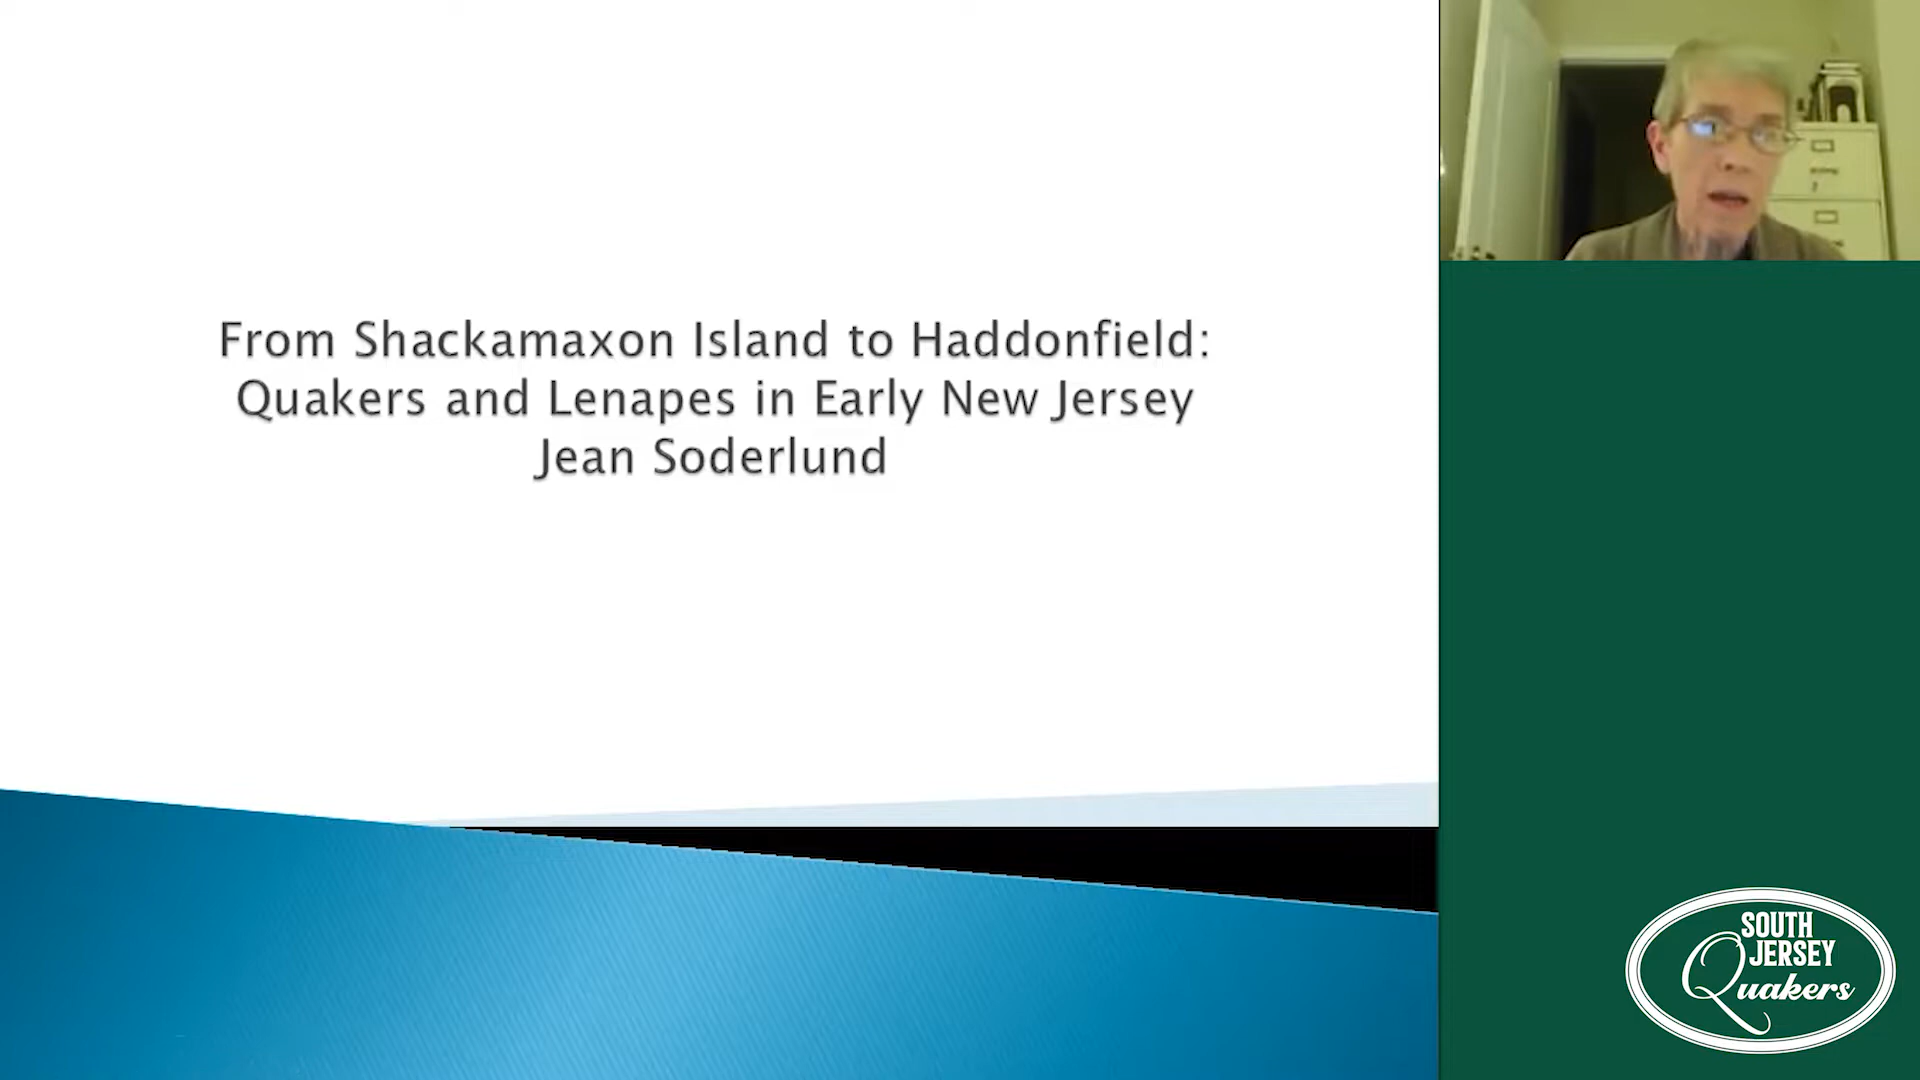 From Shackamaxon Island to Haddonfield:
Quakers and Lenapes in Early New Jersey
Jean Soderlund
SOUTH
JERSEY
Quakers